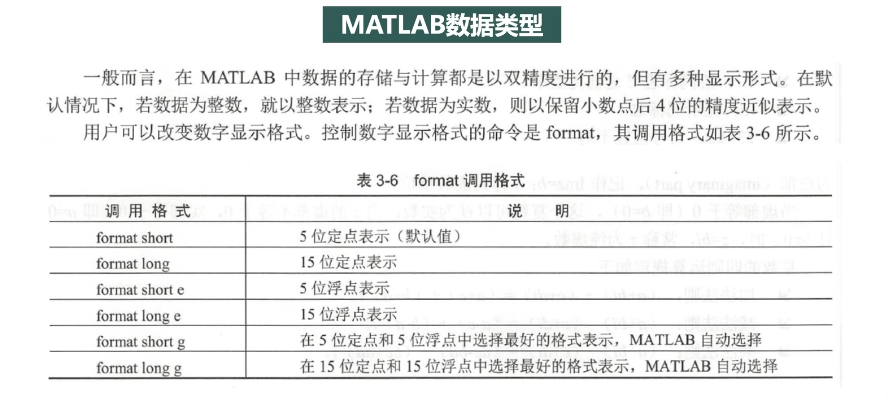 MATLAB数据类型
一般而言，在 MATLAB 中数据的存储与计算都是以双精度进行的，但有多种显示形式。在默
认情况下，若数据为整数，就以整数表示；若数据为实数，则以保留小数点后 4 位的精度近似表示。
用户可以改变数字显示格式。控制数字显示格式的命令是 format，其调用格式如表 3-6 所示。
表 3-6 format 调用格式
调 用 格 式 说 明
format short 5 位定点表示（默认值）
format long 15 位定点表示
format short e 5 位浮点表示
format long e 15 位浮点表示
format short g 在 5 位定点和 5 位浮点中选择最好的格式表示，MATLAB 自动选择
format long g 在 15 位定点和 15 位浮点中选择最好的格式表示，MATLAB 自动选择